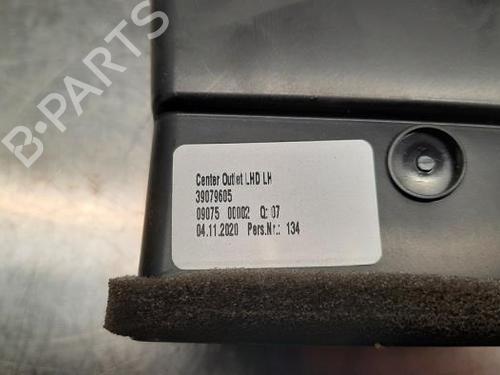 B-PARTS
Center Outlet LHD LH
39079605
09075 00002 Q: 07
04.11.2020 Pers.Nr.: 134